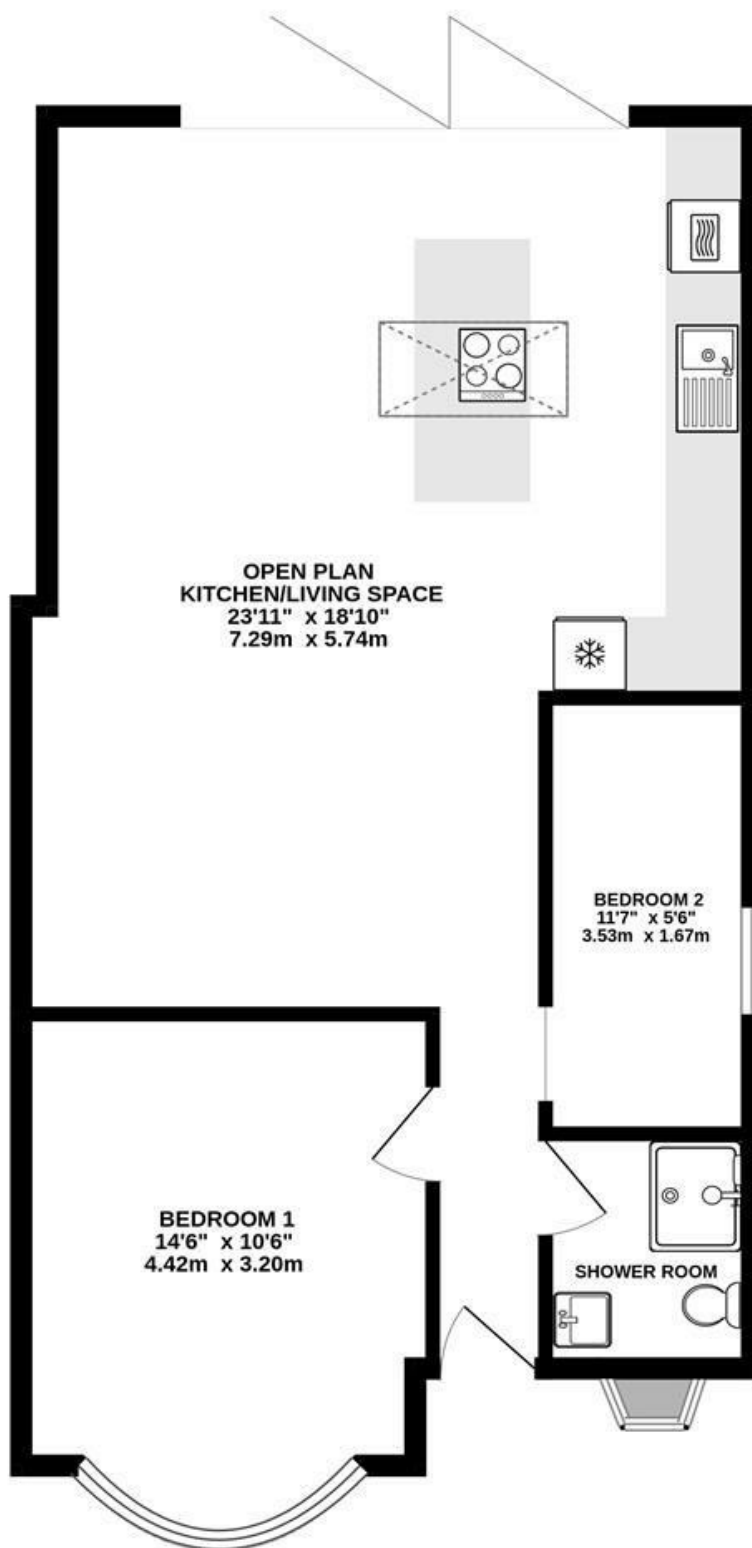 OPEN PLAN
KITCHEN/LIVING SPACE
23'11" x 18'10"
7.29m x 5.74m
BEDROOM 2
11'7" x 5'6"
3.53m x 1.67m
BEDROOM 1
14'6" x 10'6"
4.42m x 3.20m
SHOWER ROOM